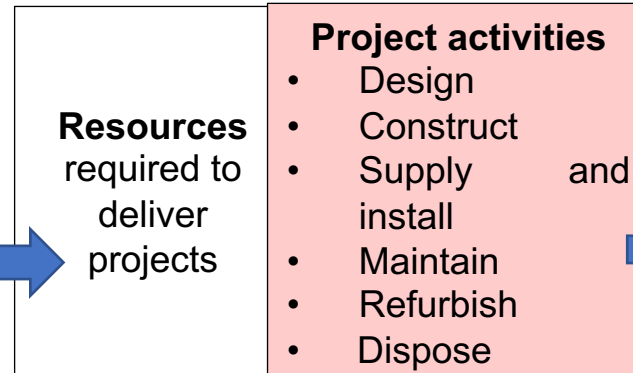 Resources
required to
deliver
projects
Project activities
• Design
• Construct
• Supply and
install
• Maintain
• Refurbish
• Dispose